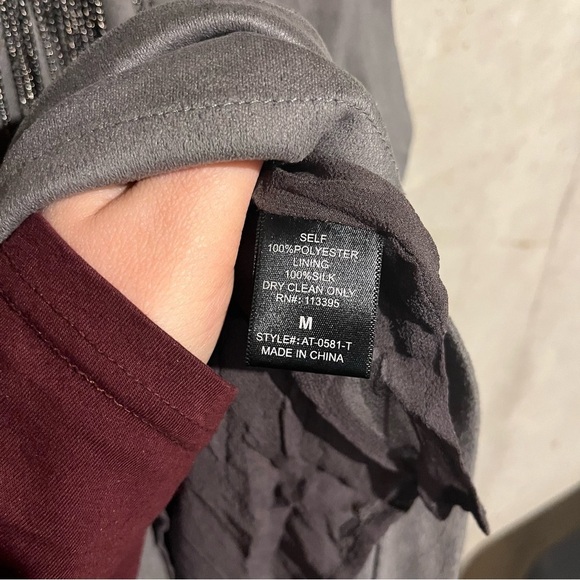 SELF
100%POLYESTER
LINING
100%SILK
DRY CLEAN ONLY
RN#: 113395
M
STYLE#: AT-0581-T
MADE IN CHINA